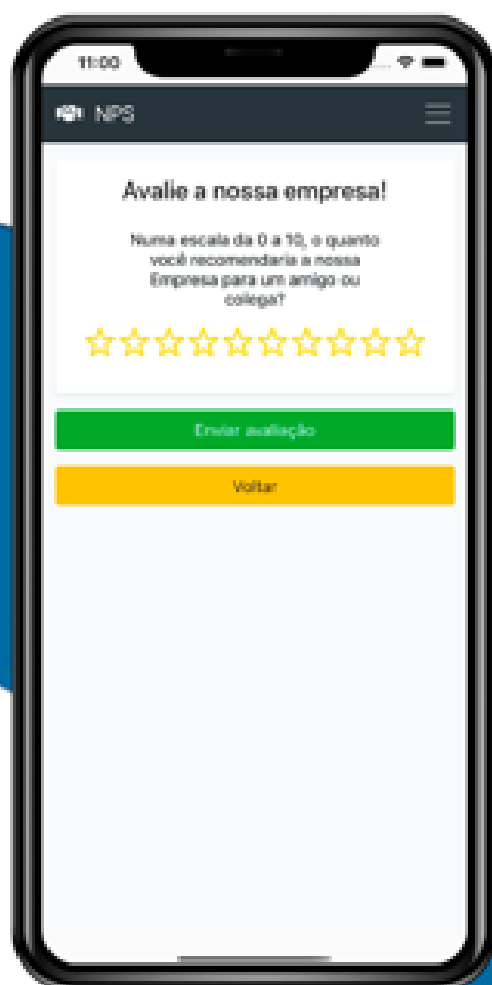 11:00
NPS
Avalie a nossa empresa!
Numa escala da 0 a 10, o quanto
você recomendaria a nossa
Empresa para um amigo ou
colega?
Enviar avaliação
Voltar